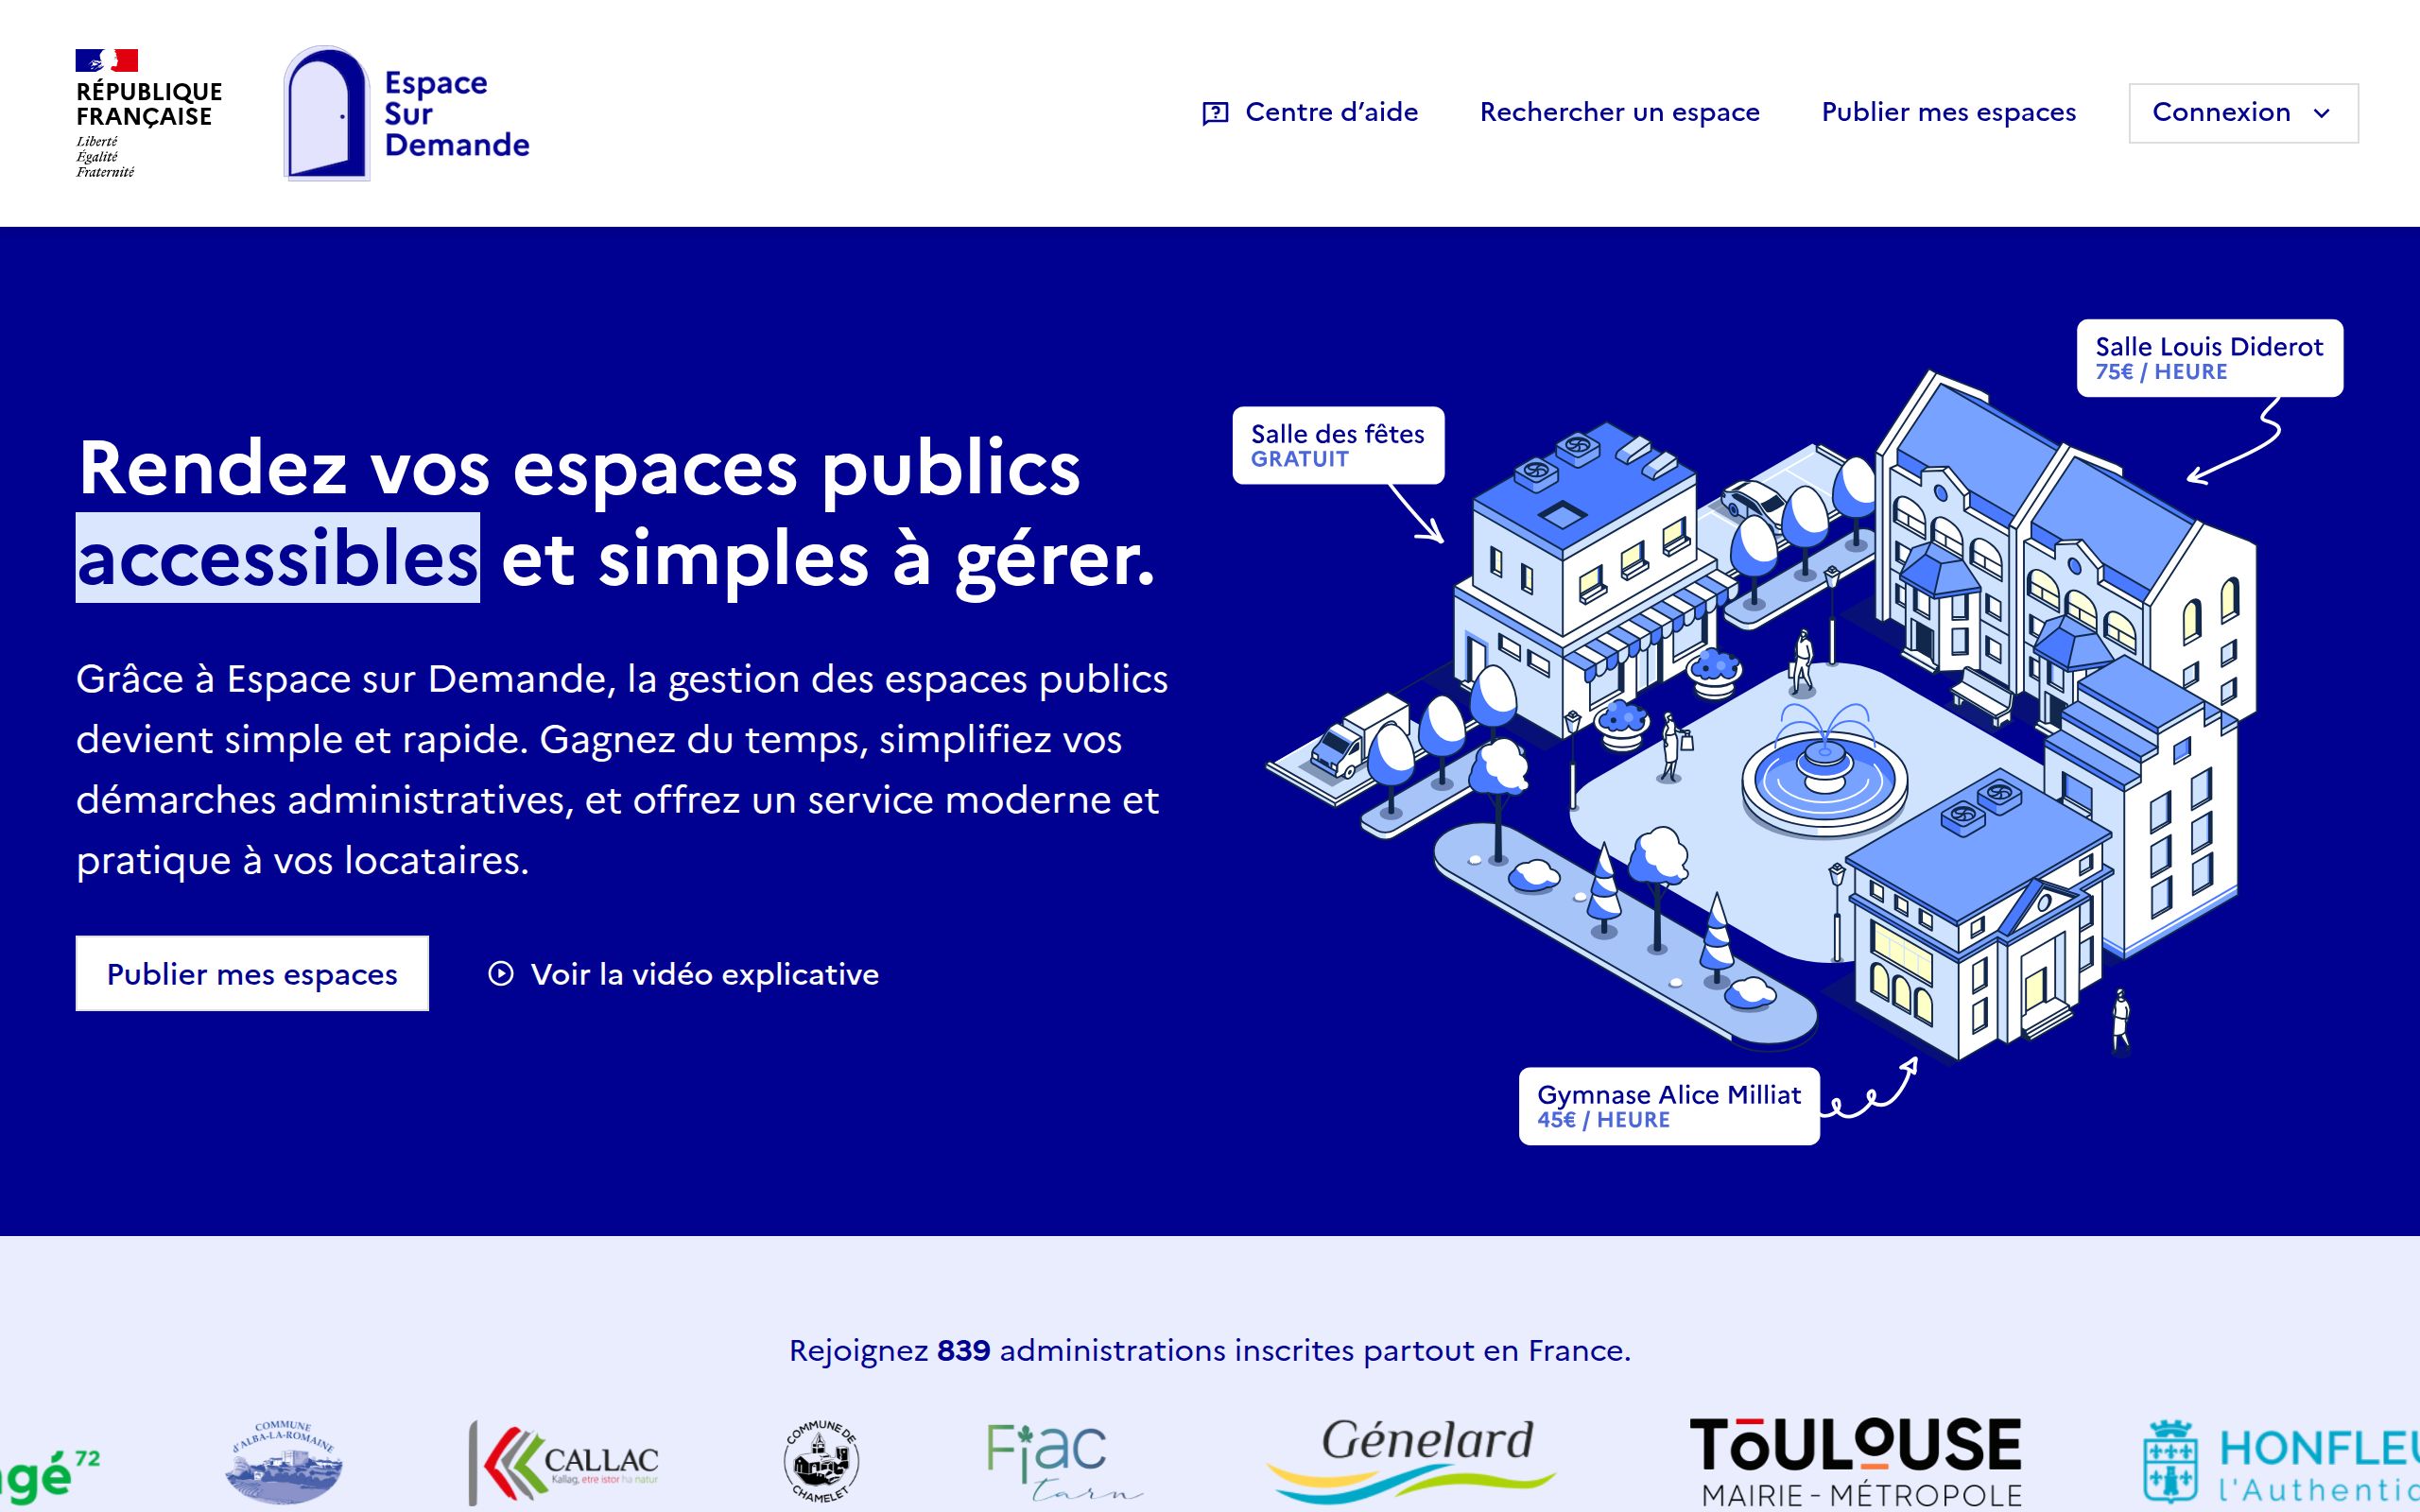 RÉPUBLIQUE
FRANÇAISE
Liberté
Égalité
Fraternité
Espace
Sur
Demande
Centre d’aide
Rechercher un espace
Publier mes espaces
Connexion
Rendez vos espaces publics
accessibles et simples à gérer.
Grâce à Espace sur Demande, la gestion des espaces publics
devient simple et rapide. Gagnez du temps, simplifiez vos
démarches administratives, et offrez un service moderne et
pratique à vos locataires.
Publier mes espaces
Voir la vidéo explicative
Salle des fêtes
GRATUIT
Salle Louis Diderot
75€ / HEURE
Gymnase Alice Milliat
45€ / HEURE
Rejoignez 839 administrations inscrites partout en France.
gé 72
COMMUNE
d'ALBA-LA-ROMAINE
CALLAC
Kallag, etre istor ha natur
COMMUNE DE
CHAMELET
Fiac
tarn
Génelard
TOULOUSE
MAIRIE - MÉTROPOLE
HONFLEU
l'Authentic